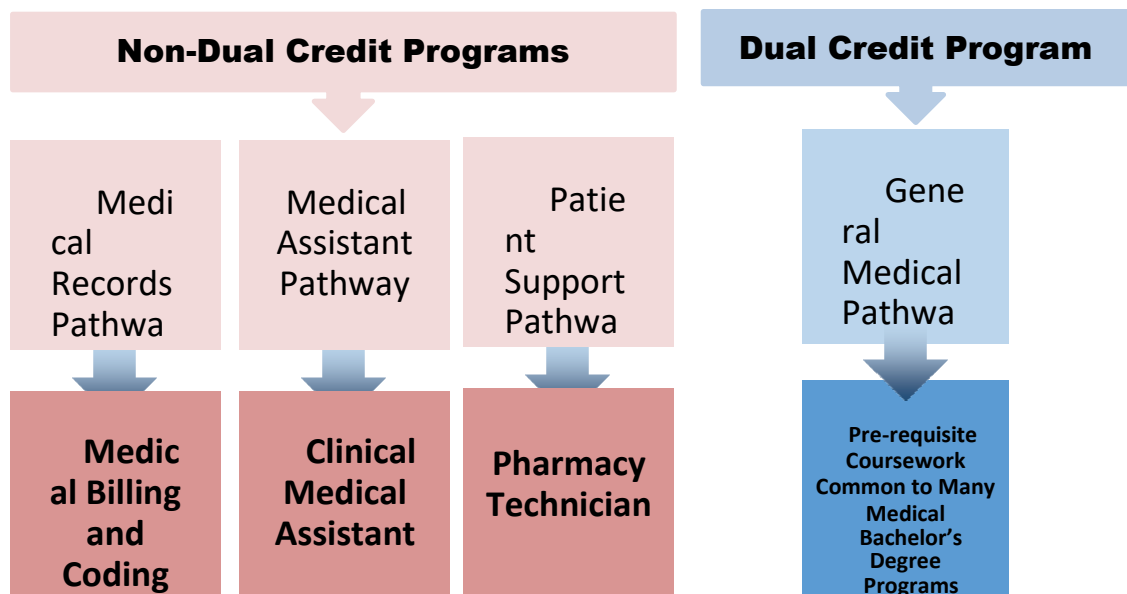 Non-Dual Credit Programs
Dual Credit Program
Medi
cal
Records
Pathwa
Medical
Assistant
Pathway
Patie
nt
Support
Pathwa
Gene
ral
Medical
Pathwa
Medic
al Billing
and
Coding
Clinical
Medical
Assistant
Pharmacy
Technician
Pre-requisite
Coursework
Common to Many
Medical
Bachelor’s
Degree
Programs